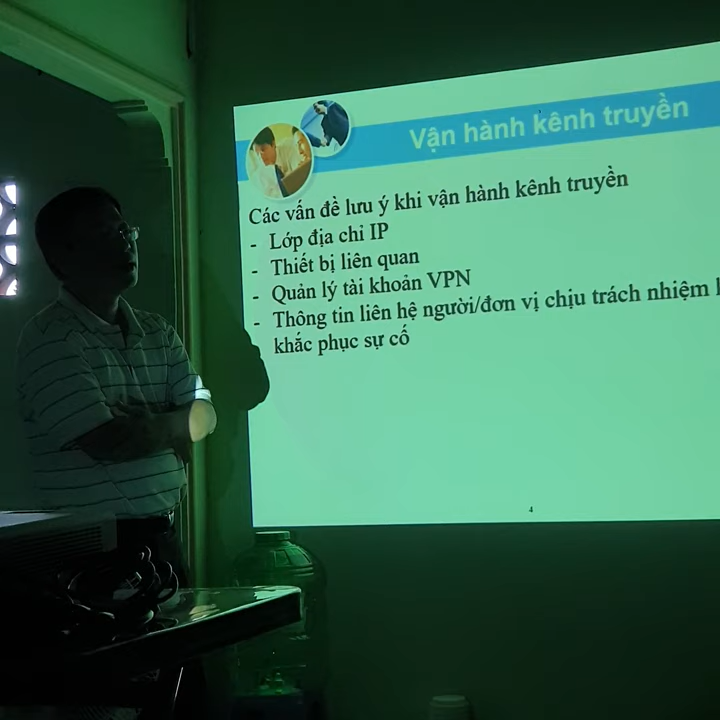 Vận hành kênh truyền
Các vấn đề lưu ý khi vận hành kênh truyền
- Lớp địa chỉ IP
- Thiết bị liên quan
- Quản lý tài khoản VPN
- Thông tin liên hệ người/đơn vị chịu trách nhiệm
khắc phục sự cố
4